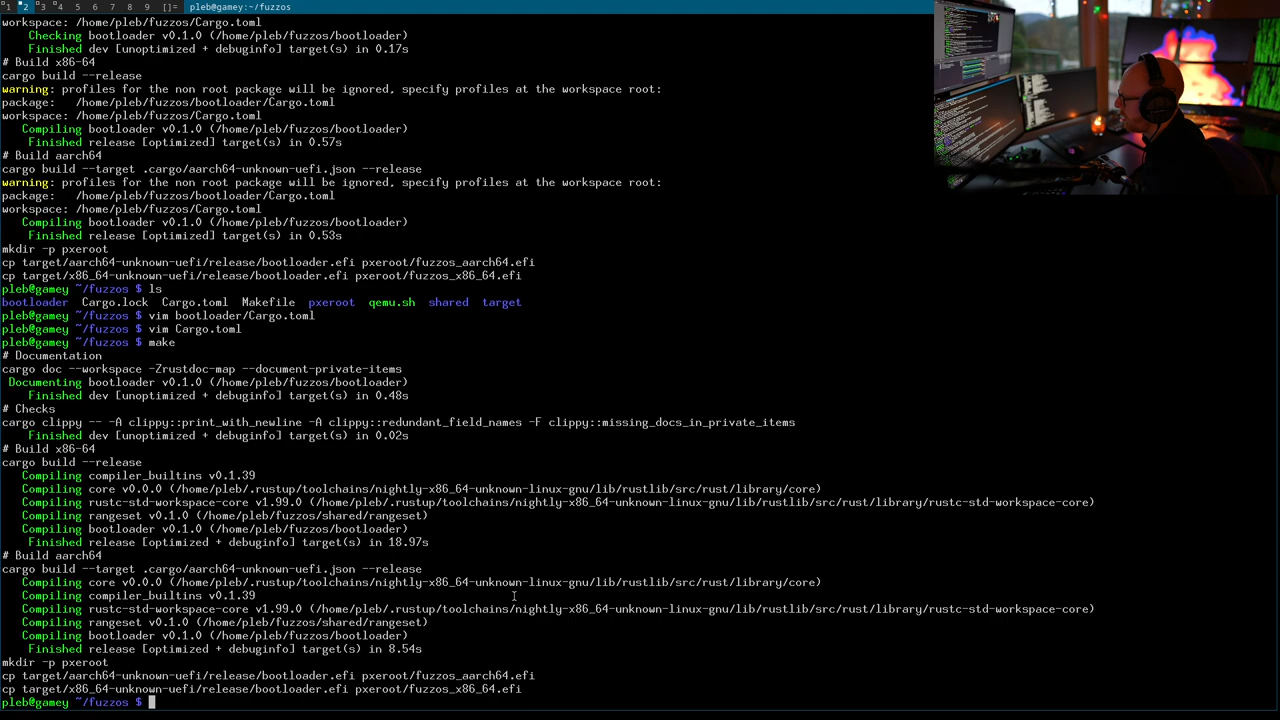 1 2 3 4 5 6 7 8 9 []= pleb@gamey:~/fuzzos
workspace: /home/pleb/fuzzos/Cargo.toml
Checking bootloader v0.1.0 (/home/pleb/fuzzos/bootloader)
Finished dev [unoptimized + debuginfo] target(s) in 0.17s
# Build x86-64
cargo build --release
warning: profiles for the non root package will be ignored, specify profiles at the workspace root:
package:   /home/pleb/fuzzos/bootloader/Cargo.toml
workspace: /home/pleb/fuzzos/Cargo.toml
Compiling bootloader v0.1.0 (/home/pleb/fuzzos/bootloader)
Finished release [optimized] target(s) in 0.57s
# Build aarch64
cargo build --target .cargo/aarch64-unknown-uefi.json --release
warning: profiles for the non root package will be ignored, specify profiles at the workspace root:
package:   /home/pleb/fuzzos/bootloader/Cargo.toml
workspace: /home/pleb/fuzzos/Cargo.toml
Compiling bootloader v0.1.0 (/home/pleb/fuzzos/bootloader)
Finished release [optimized] target(s) in 0.53s
mkdir -p pxeroot
cp target/aarch64-unknown-uefi/release/bootloader.efi pxeroot/fuzzos_aarch64.efi
cp target/x86_64-unknown-uefi/release/bootloader.efi pxeroot/fuzzos_x86_64.efi
pleb@gamey ~/fuzzos $ ls
bootloader  Cargo.lock  Cargo.toml  Makefile  pxeroot  qemu.sh  shared  target
pleb@gamey ~/fuzzos $ vim bootloader/Cargo.toml
pleb@gamey ~/fuzzos $ vim Cargo.toml
pleb@gamey ~/fuzzos $ make
# Documentation
cargo doc --workspace -Zrustdoc-map --document-private-items
Documenting bootloader v0.1.0 (/home/pleb/fuzzos/bootloader)
Finished dev [unoptimized + debuginfo] target(s) in 0.48s
# Checks
cargo clippy -- -A clippy::print_with_newline -A clippy::redundant_field_names -F clippy::missing_docs_in_private_items
Finished dev [unoptimized + debuginfo] target(s) in 0.02s
# Build x86-64
cargo build --release
Compiling compiler_builtins v0.1.39
Compiling core v0.0.0 (/home/pleb/.rustup/toolchains/nightly-x86_64-unknown-linux-gnu/lib/rustlib/src/rust/library/core)
Compiling rustc-std-workspace-core v1.99.0 (/home/pleb/.rustup/toolchains/nightly-x86_64-unknown-linux-gnu/lib/rustlib/src/rust/library/rustc-std-workspace-core)
Compiling rangeset v0.1.0 (/home/pleb/fuzzos/shared/rangeset)
Compiling bootloader v0.1.0 (/home/pleb/fuzzos/bootloader)
Finished release [optimized + debuginfo] target(s) in 18.97s
# Build aarch64
cargo build --target .cargo/aarch64-unknown-uefi.json --release
Compiling core v0.0.0 (/home/pleb/.rustup/toolchains/nightly-x86_64-unknown-linux-gnu/lib/rustlib/src/rust/library/core)
Compiling compiler_builtins v0.1.39
Compiling rustc-std-workspace-core v1.99.0 (/home/pleb/.rustup/toolchains/nightly-x86_64-unknown-linux-gnu/lib/rustlib/src/rust/library/rustc-std-workspace-core)
Compiling rangeset v0.1.0 (/home/pleb/fuzzos/shared/rangeset)
Compiling bootloader v0.1.0 (/home/pleb/fuzzos/bootloader)
Finished release [optimized + debuginfo] target(s) in 8.54s
mkdir -p pxeroot
cp target/aarch64-unknown-uefi/release/bootloader.efi pxeroot/fuzzos_aarch64.efi
cp target/x86_64-unknown-uefi/release/bootloader.efi pxeroot/fuzzos_x86_64.efi
pleb@gamey ~/fuzzos $